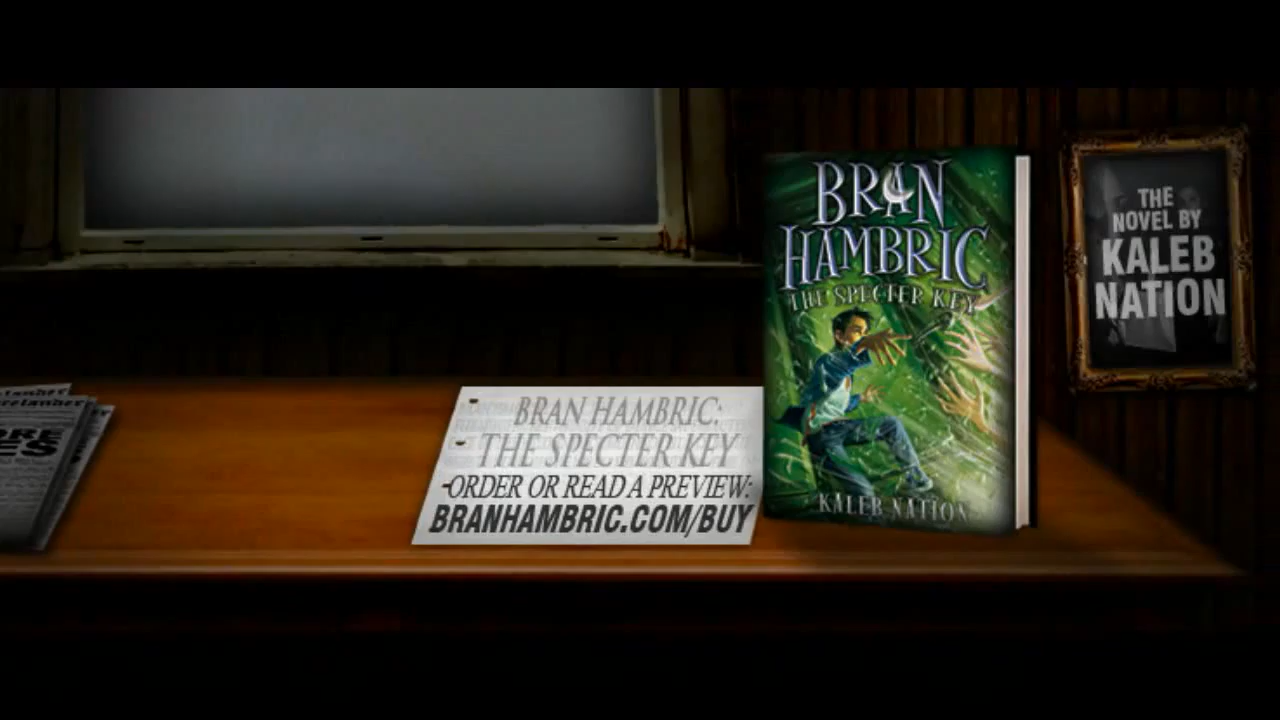 BRAN
HAMBRIC
THE SPECTER KEY
KALEB NATION
THE
NOVEL BY
KALEB
NATION
BRAN HAMBRIC:
THE SPECTER KEY
-ORDER OR READ A PREVIEW:
BRANHAMBRIC.COM/BUY